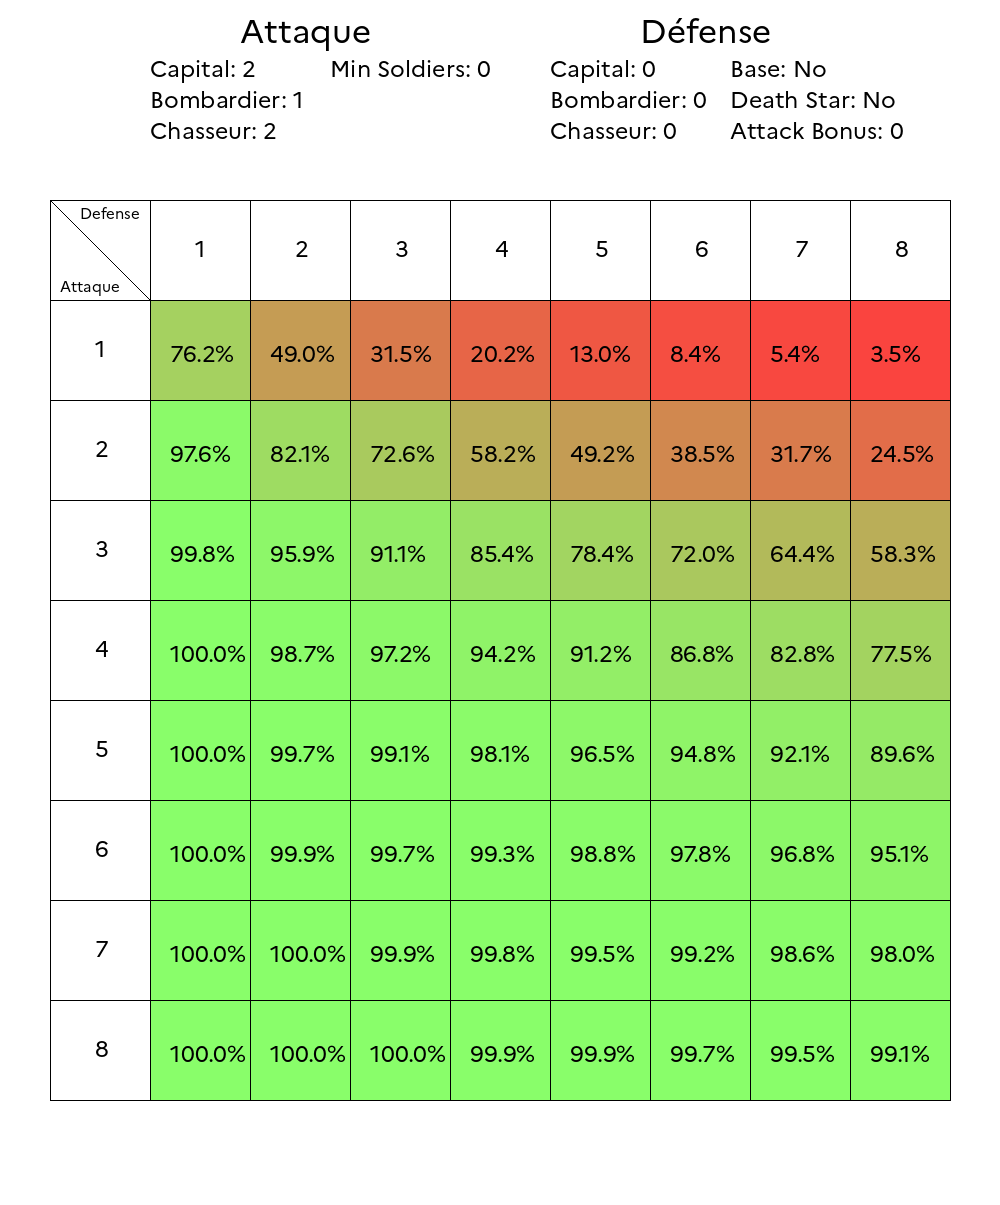 Attaque Défense
Capital: 2 Min Soldiers: 0 Capital: 0 Base: No
Bombardier: 1 Bombardier: 0 Death Star: No
Chasseur: 2 Chasseur: 0 Attack Bonus: 0
Defense
Attaque
1 2 3 4 5 6 7 8
1 76.2% 49.0% 31.5% 20.2% 13.0% 8.4% 5.4% 3.5%
2 97.6% 82.1% 72.6% 58.2% 49.2% 38.5% 31.7% 24.5%
3 99.8% 95.9% 91.1% 85.4% 78.4% 72.0% 64.4% 58.3%
4 100.0% 98.7% 97.2% 94.2% 91.2% 86.8% 82.8% 77.5%
5 100.0% 99.7% 99.1% 98.1% 96.5% 94.8% 92.1% 89.6%
6 100.0% 99.9% 99.7% 99.3% 98.8% 97.8% 96.8% 95.1%
7 100.0% 100.0% 99.9% 99.8% 99.5% 99.2% 98.6% 98.0%
8 100.0% 100.0% 100.0% 99.9% 99.9% 99.7% 99.5% 99.1%